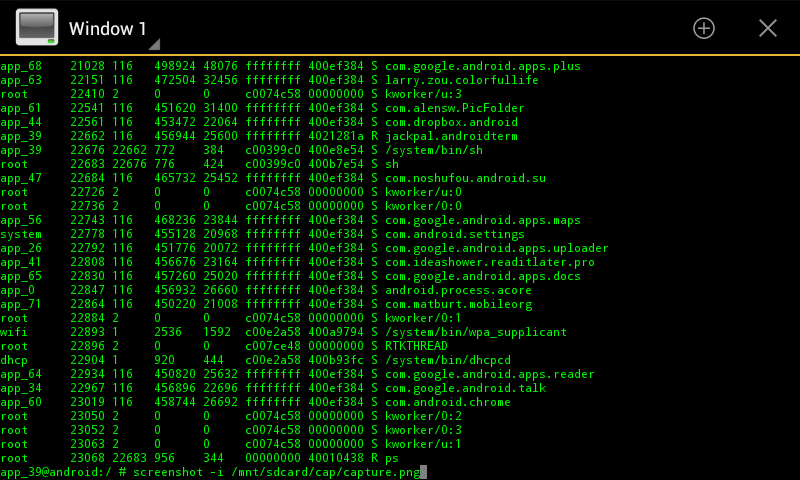 Window 1
app_68 21028 116 498924 48076 ffffffff 400ef384 S com.google.android.apps.plus
app_63 22151 116 472504 32456 ffffffff 400ef384 S larry.zou.colorfullife
root 22410 2 0 0 c0074c58 00000000 S kworker/u:3
app_61 22541 116 451620 31400 ffffffff 400ef384 S com.alensw.PicFolder
app_44 22561 116 453472 22064 ffffffff 400ef384 S com.dropbox.android
app_39 22662 116 456944 25600 ffffffff 4021281a R jackpal.androidterm
app_39 22676 22662 772 384 c00399c0 400e8e54 S /system/bin/sh
root 22683 22676 776 424 c00399c0 400b7e54 S sh
app_47 22684 116 465732 25452 ffffffff 400ef384 S com.noshufou.android.su
root 22726 2 0 0 c0074c58 00000000 S kworker/u:0
root 22736 2 0 0 c0074c58 00000000 S kworker/0:0
app_56 22743 116 468236 23844 ffffffff 400ef384 S com.google.android.apps.maps
system 22778 116 455128 20968 ffffffff 400ef384 S com.android.settings
app_26 22792 116 451776 20072 ffffffff 400ef384 S com.google.android.apps.uploader
app_41 22808 116 456676 23164 ffffffff 400ef384 S com.ideashower.readitlater.pro
app_65 22830 116 457260 25020 ffffffff 400ef384 S com.google.android.apps.docs
app_0 22847 116 456932 26660 ffffffff 400ef384 S android.process.acore
app_71 22864 116 450220 21008 ffffffff 400ef384 S com.matburt.mobileorg
root 22884 2 0 0 c0074c58 00000000 S kworker/0:1
wifi 22893 1 2536 1592 c00e2a58 400a9794 S /system/bin/wpa_supplicant
root 22896 2 0 0 c007ce48 00000000 S RTKTHREAD
dhcp 22904 1 920 444 c00e2a58 400b93fc S /system/bin/dhcpcd
app_64 22934 116 450820 25632 ffffffff 400ef384 S com.google.android.apps.reader
app_34 22967 116 456896 22696 ffffffff 400ef384 S com.google.android.talk
app_60 23019 116 458744 26692 ffffffff 400ef384 S com.android.chrome
root 23050 2 0 0 c0074c58 00000000 S kworker/0:2
root 23052 2 0 0 c0074c58 00000000 S kworker/0:3
root 23063 2 0 0 c0074c58 00000000 S kworker/u:1
root 23068 22683 956 344 00000000 40010438 R ps
app_39@android:/ # screenshot -i /mnt/sdcard/cap/capture.png